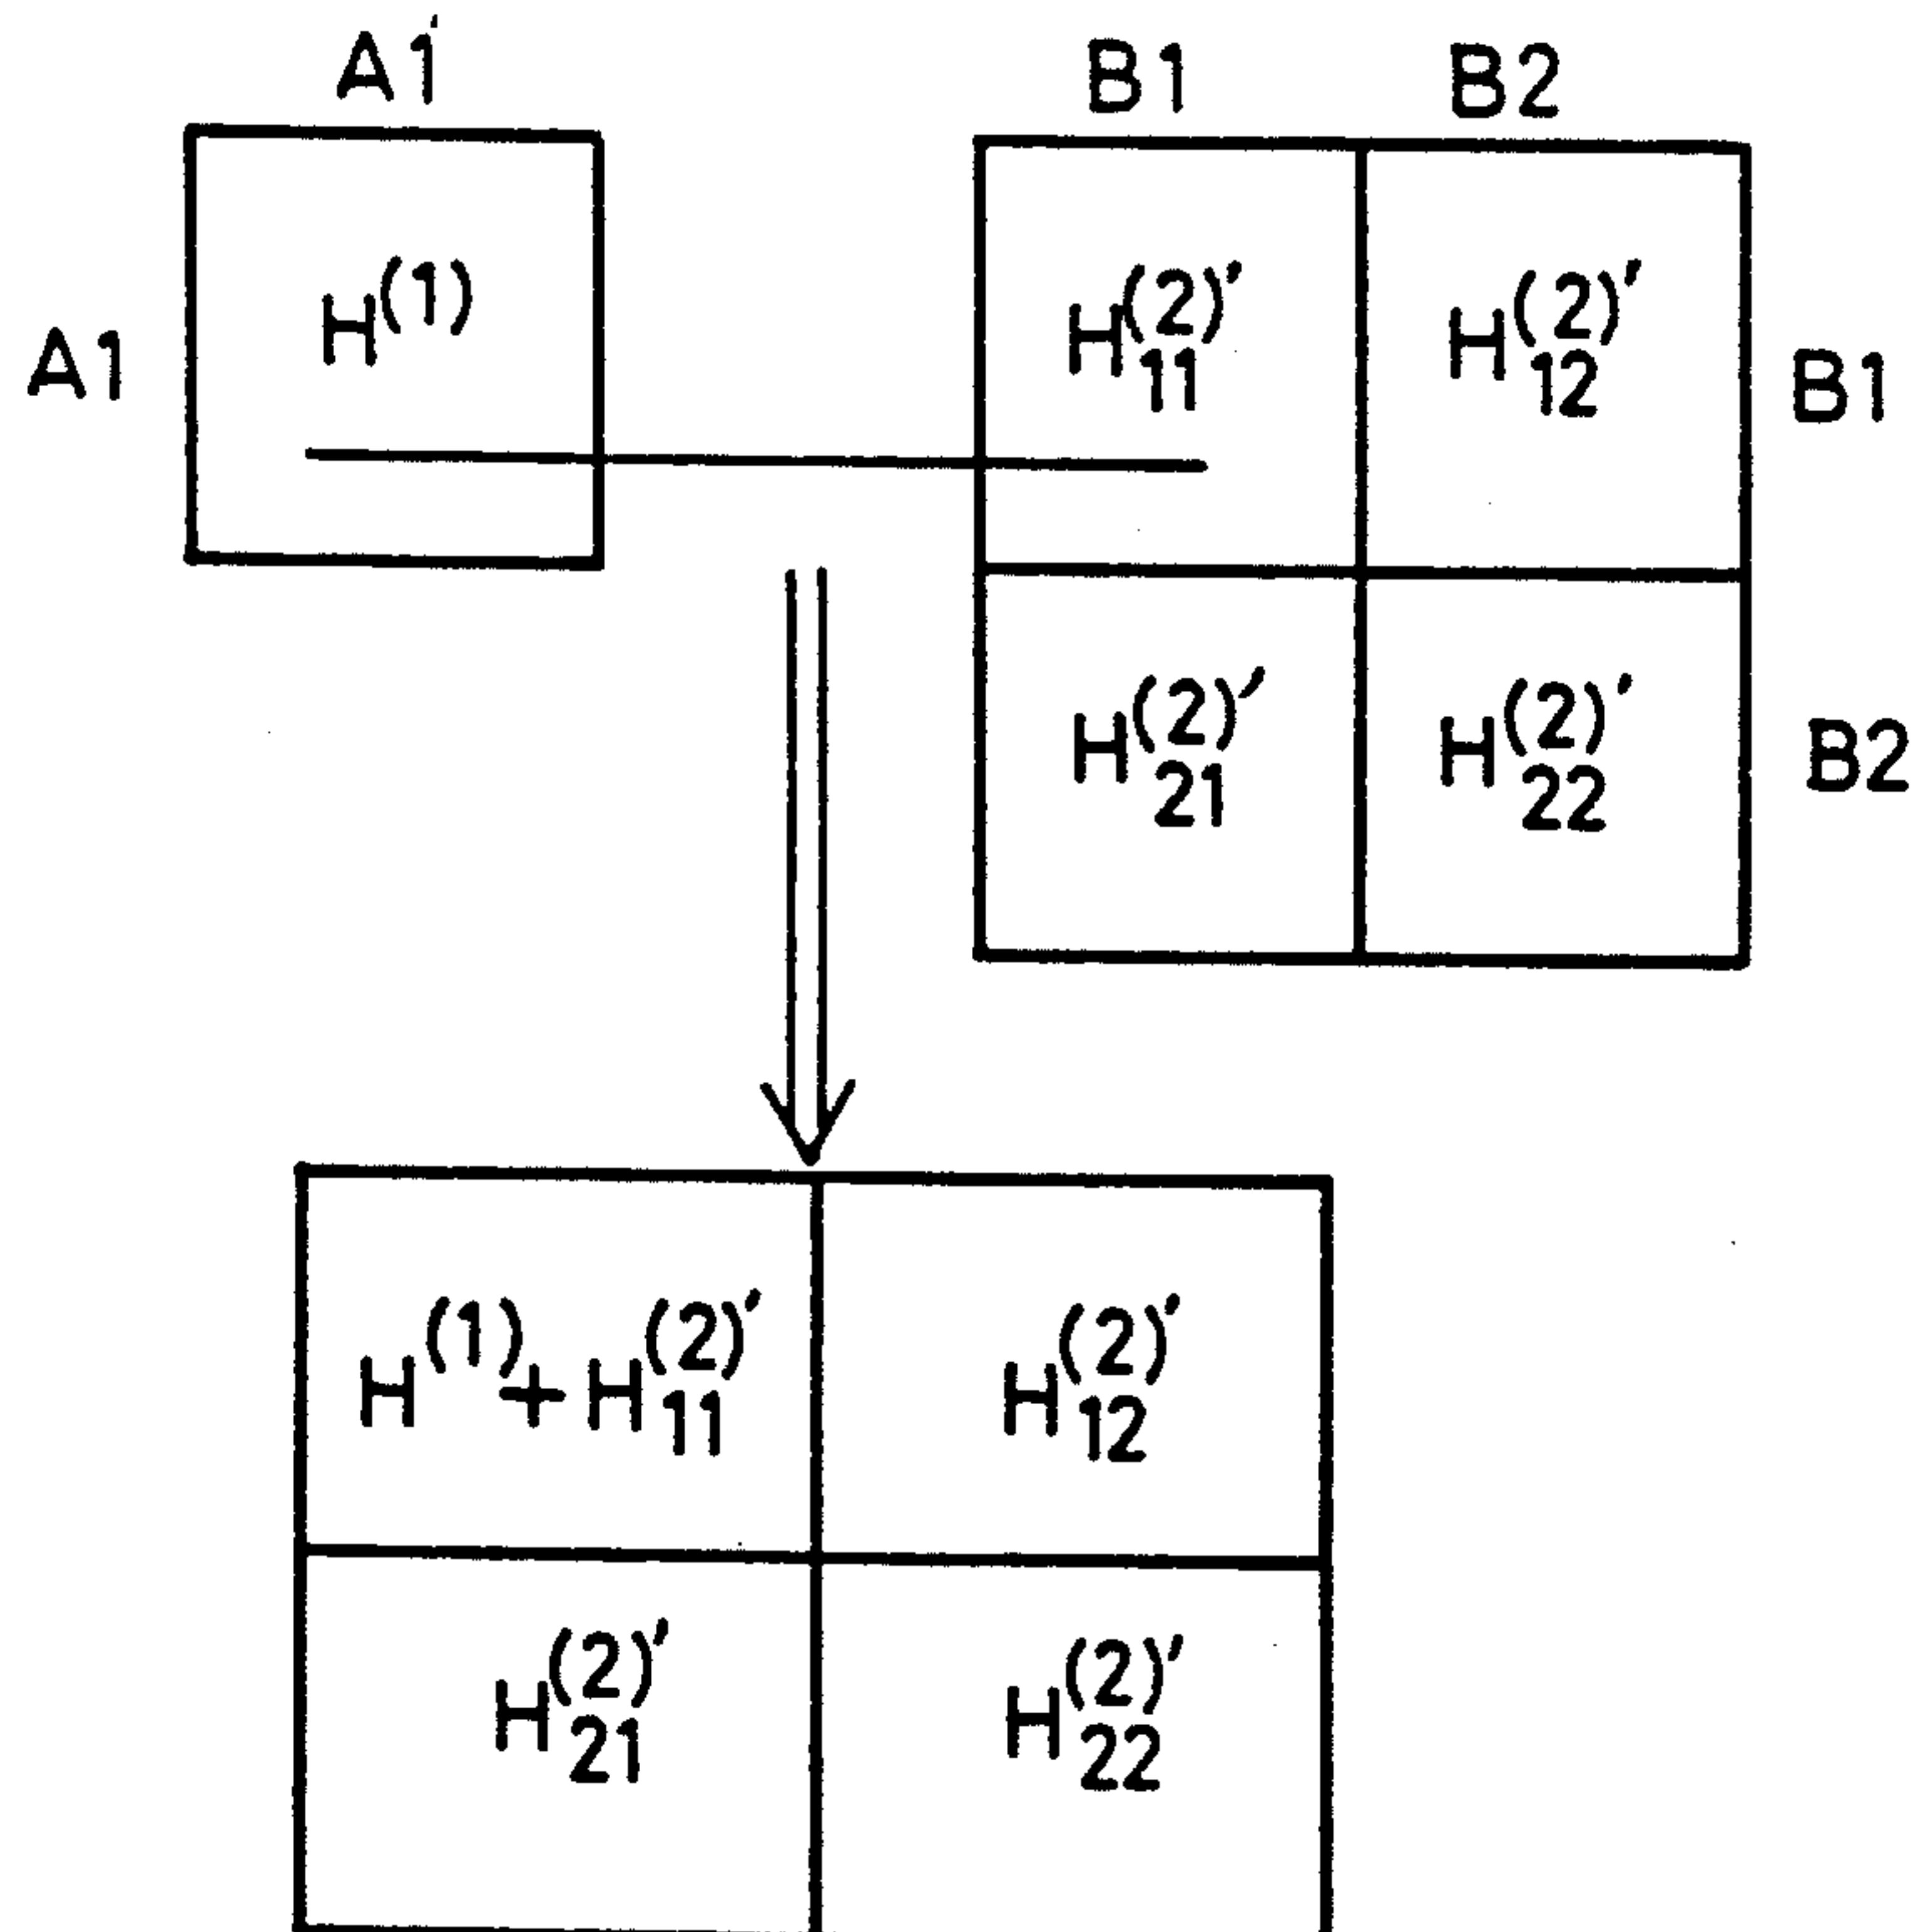 A1 B1 B2
A1 H(1) H(2)'11 H(2)'12 B1
H(2)'21 H(2)'22 B2
H(1)+H(2)'11 H(2)'12
H(2)'21 H(2)'22